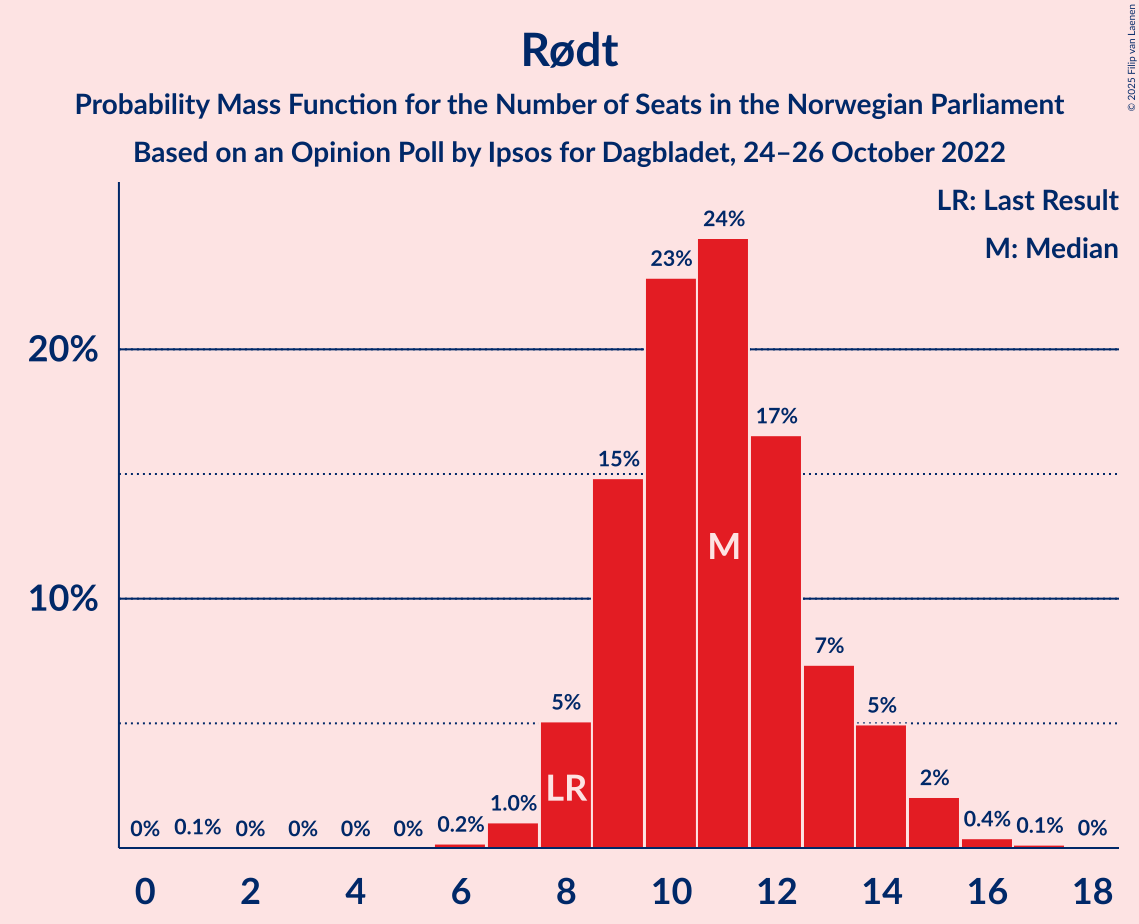 Rødt
Probability Mass Function for the Number of Seats in the Norwegian Parliament
Based on an Opinion Poll by Ipsos for Dagbladet, 24–26 October 2022
© 2025 Filip van Laenen
LR: Last Result
M: Median
20%
10%
0%
0.1%
0%
0%
0%
0%
0.2%
1.0%
5%
15%
23%
24%
17%
7%
5%
2%
0.4%
0.1%
0%
LR
M
0 2 4 6 8 10 12 14 16 18